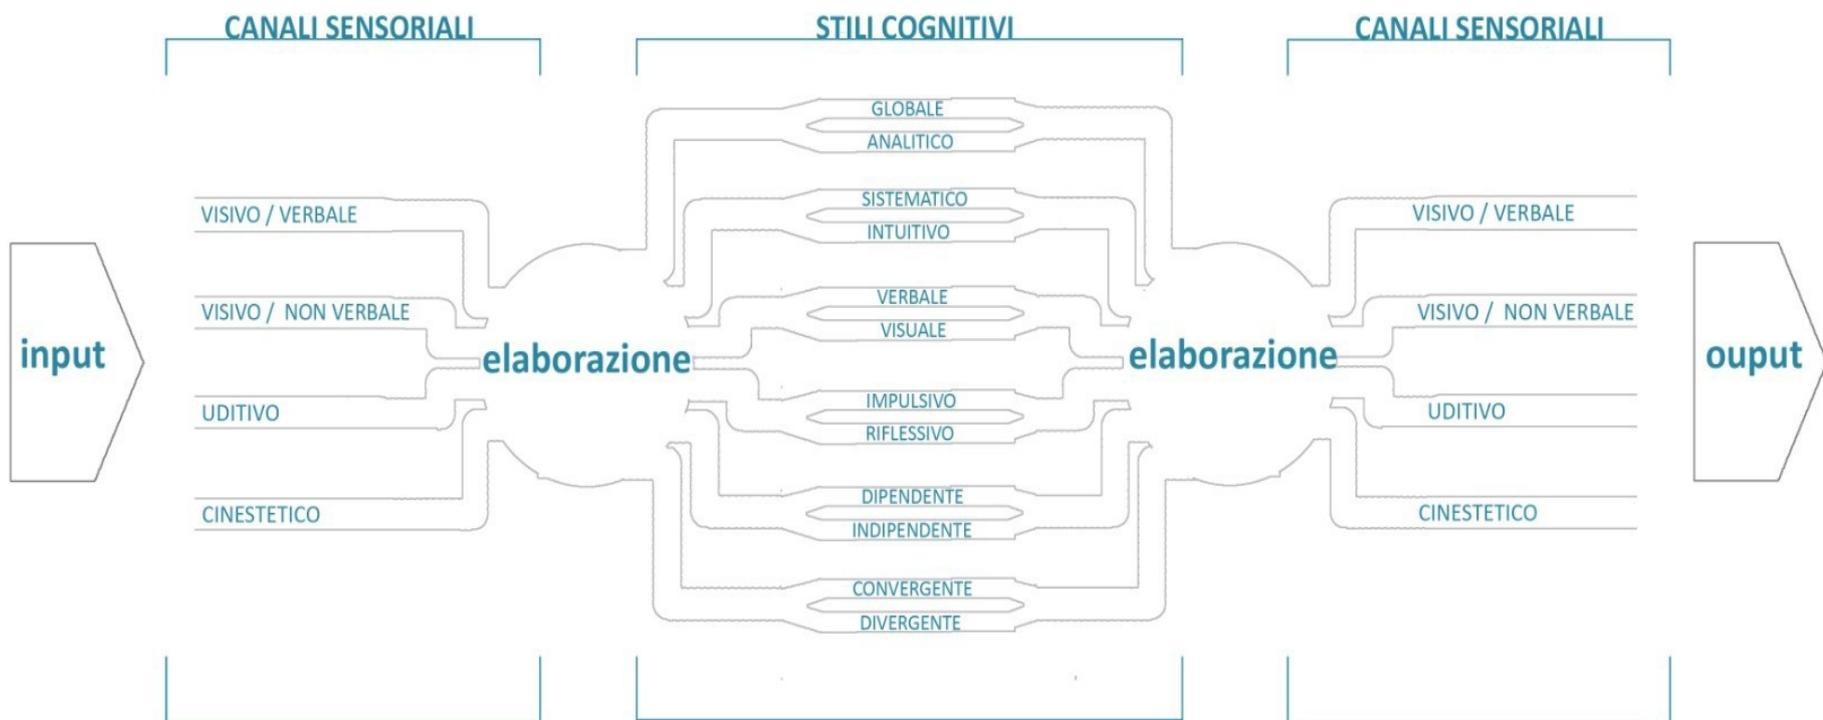 CANALI SENSORIALI
STILI COGNITIVI
CANALI SENSORIALI
input
VISIVO / VERBALE
VISIVO / NON VERBALE
UDITIVO
CINESTETICO
elaborazione
GLOBALE
ANALITICO
SISTEMATICO
INTUITIVO
VERBALE
VISUALE
IMPULSIVO
RIFLESSIVO
DIPENDENTE
INDIPENDENTE
CONVERGENTE
DIVERGENTE
elaborazione
VISIVO / VERBALE
VISIVO / NON VERBALE
UDITIVO
CINESTETICO
ouput